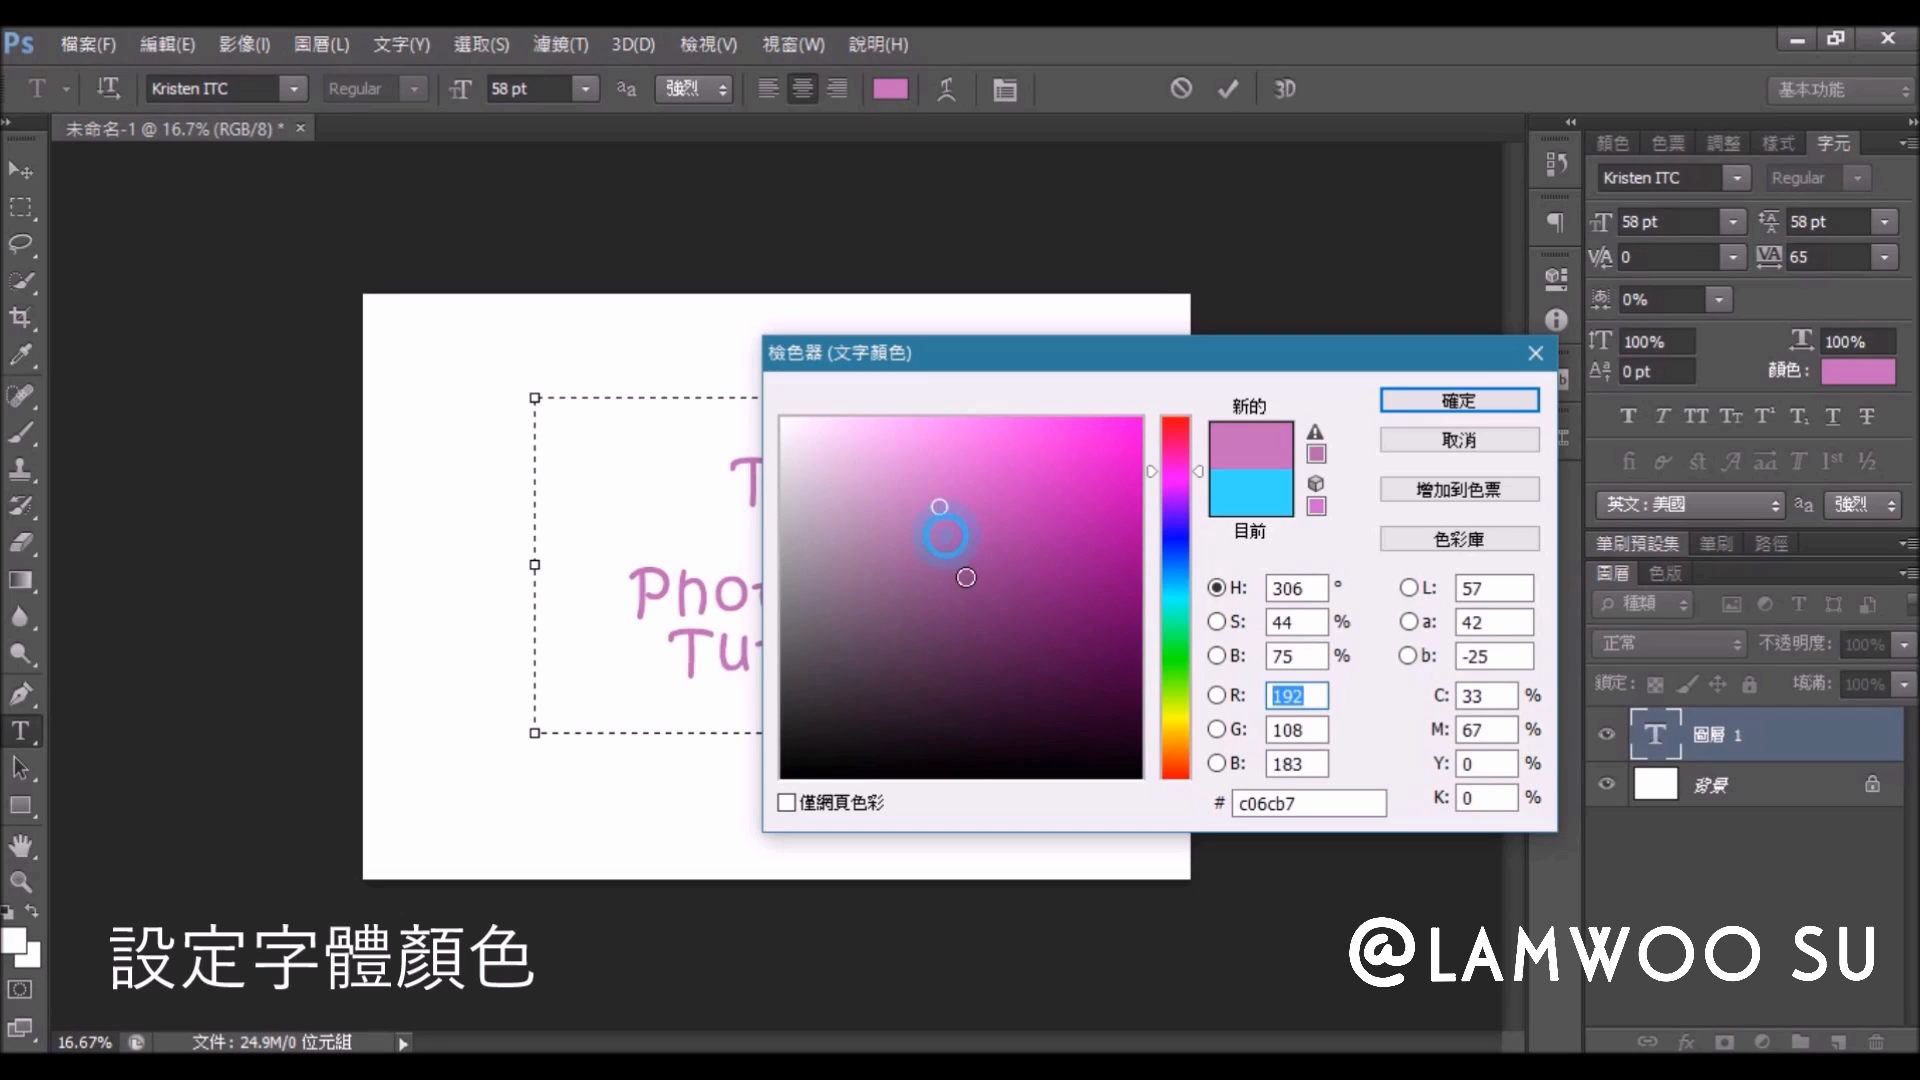 Ps 檔案(F) 編輯(E) 影像(I) 圖層(L) 文字(Y) 選取(S) 濾鏡(T) 3D(D) 檢視(V) 視窗(W) 說明(H)
T Kristen ITC Regular 58 pt aa 強烈 3D 基本功能
未命名-1 @ 16.7% (RGB/8) * ×
顏色 色票 調整 樣式 字元
Kristen ITC Regular
58 pt 58 pt
0 65
0%
100% 100%
0 pt 顏色:
英文: 美國 aa 強烈
筆刷預設集 筆刷 路徑
圖層 色版
種類
正常 不透明度: 100%
鎖定: 填滿: 100%
圖層 1
背景
檢色器 (文字顏色)
新的
目前
確定
取消
增加到色票
色彩庫
H: 306 ° L: 57
S: 44 % a: 42
B: 75 % b: -25
R: 192 C: 33 %
G: 108 M: 67 %
B: 183 Y: 0 %
# c06cb7 K: 0 %
僅網頁色彩
T
Pho
Tu
設定字體顏色
@LAMWOO SU
16.67% 文件: 24.9M/0 位元組